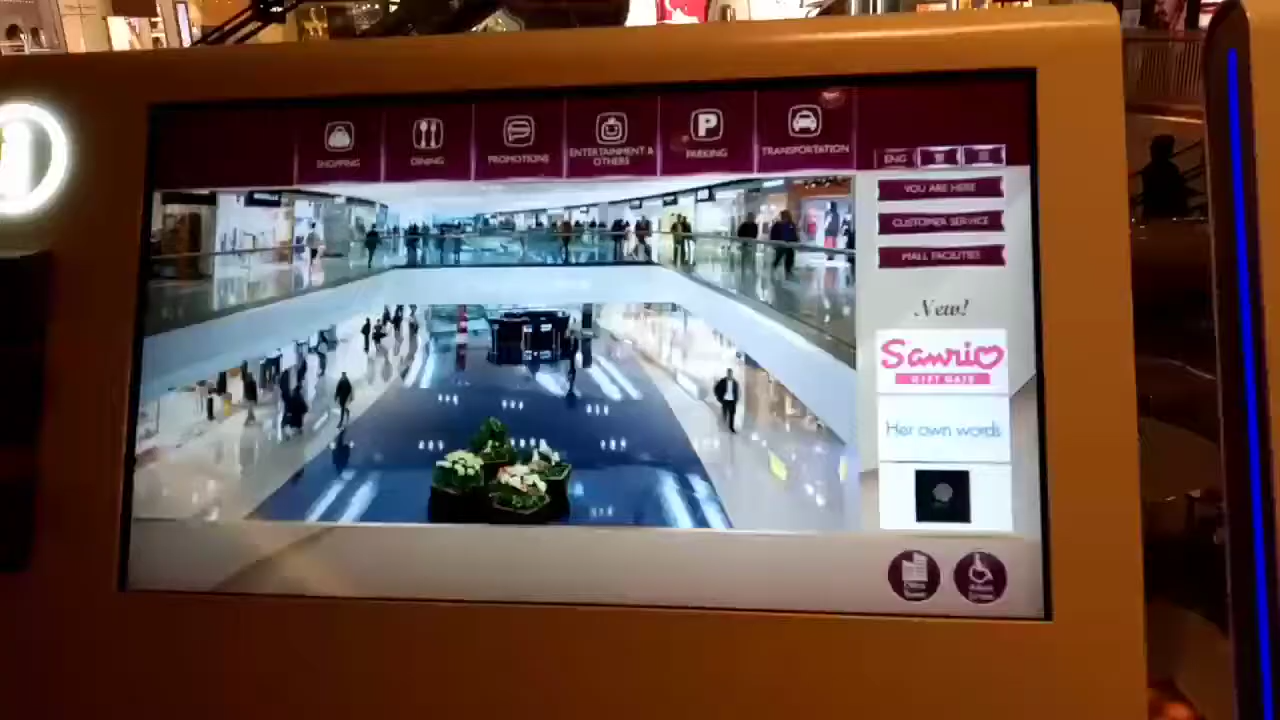 SHOPPING
DINING
PROMOTIONS
ENTERTAINMENT &
OTHERS
P
PARKING
TRANSPORTATION
ENG
YOU ARE HERE
CUSTOMER SERVICE
MALL FACILITIES
New!
Sanrio
GIFT GATE
Her own words